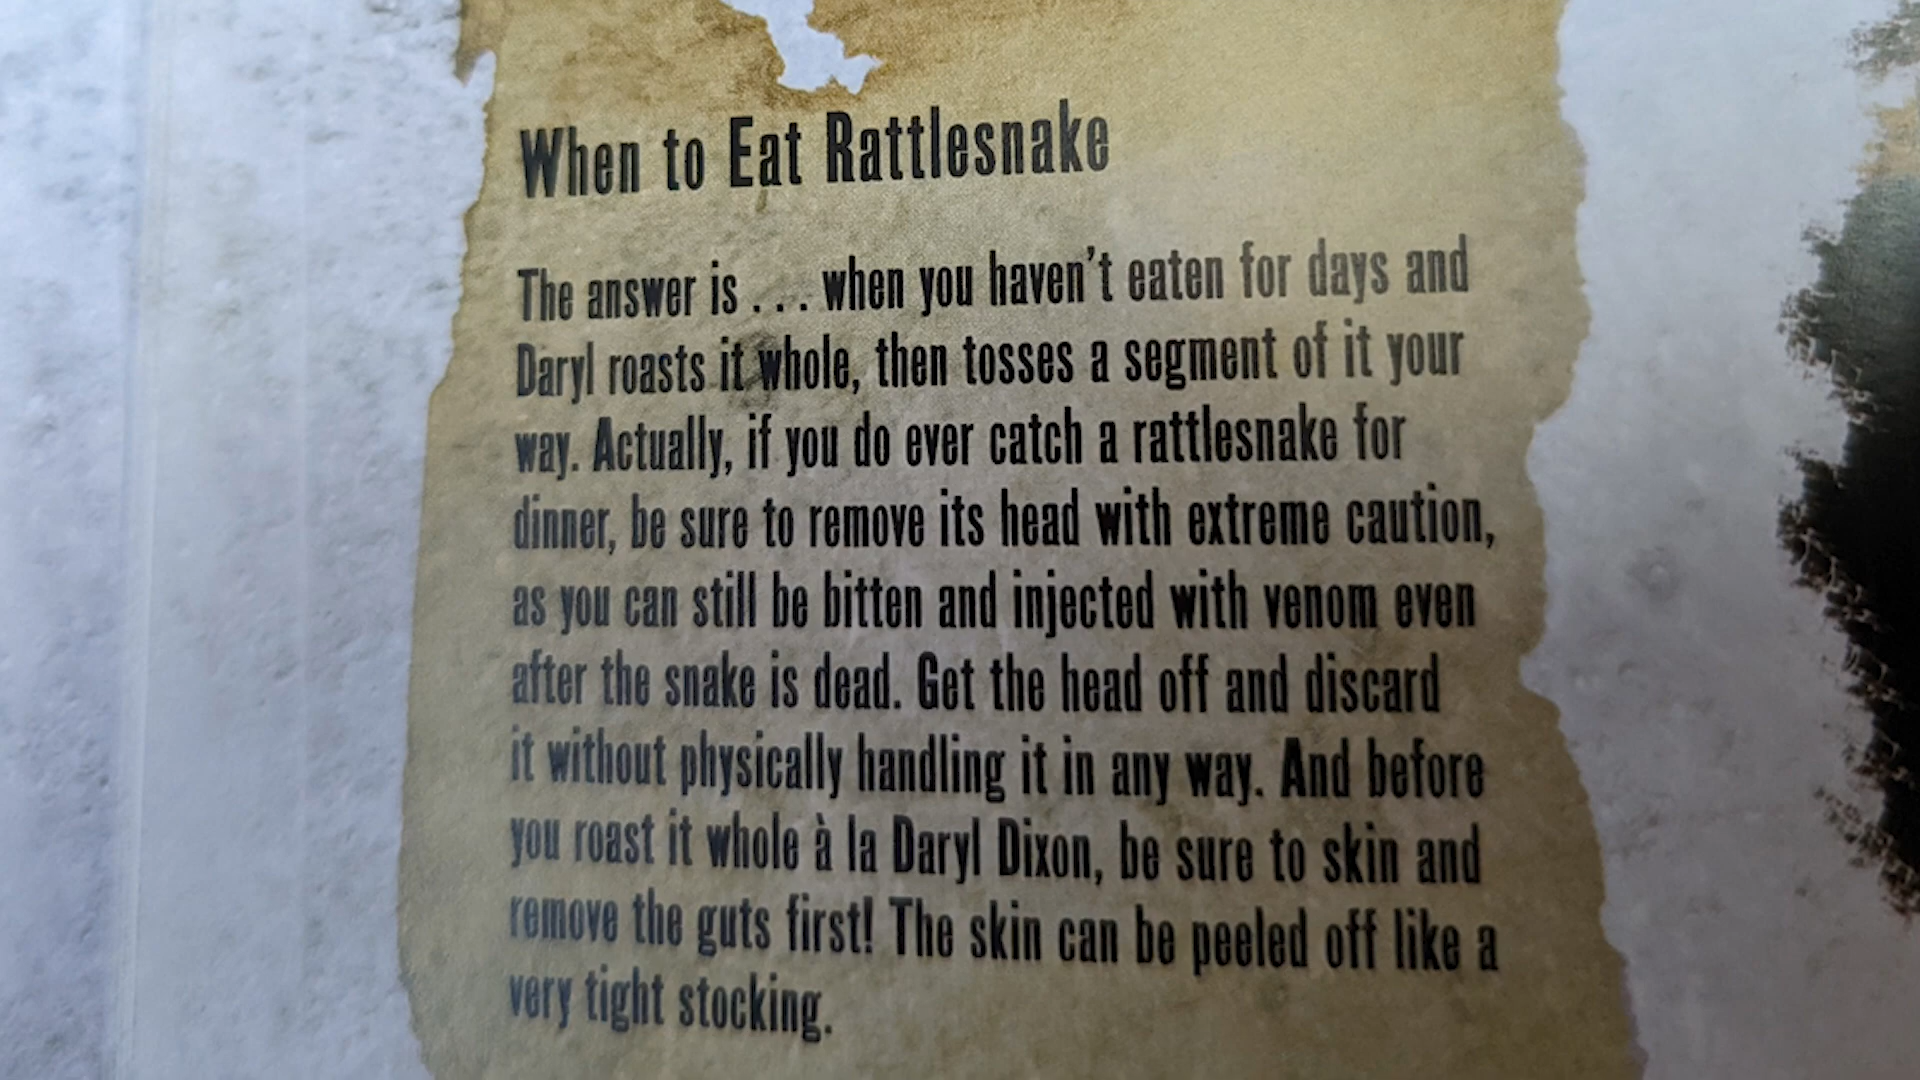 When to Eat Rattlesnake
The answer is . . . when you haven't eaten for days and
Daryl roasts it whole, then tosses a segment of it your
way. Actually, if you do ever catch a rattlesnake for
dinner, be sure to remove its head with extreme caution,
as you can still be bitten and injected with venom even
after the snake is dead. Get the head off and discard
it without physically handling it in any way. And before
you roast it whole à la Daryl Dixon, be sure to skin and
remove the guts first! The skin can be peeled off like a
very tight stocking.